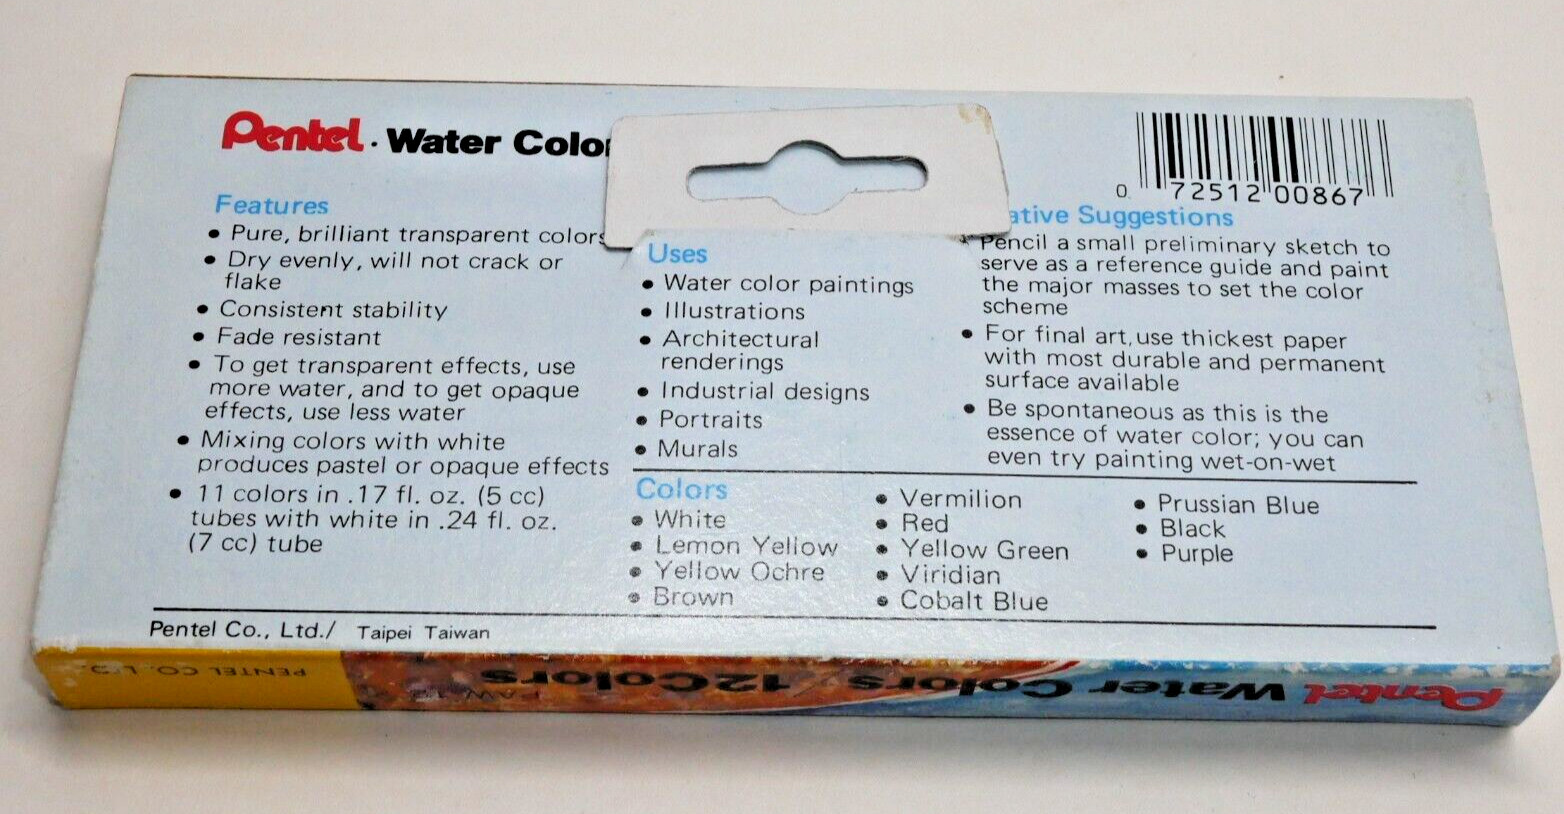 Pentel. Water Color
0 72512 00867
Features
• Pure, brilliant transparent colors
• Dry evenly, will not crack or
flake
• Consistent stability
• Fade resistant
• To get transparent effects, use
more water, and to get opaque
effects, use less water
• Mixing colors with white
produces pastel or opaque effects
• 11 colors in .17 fl. oz. (5 cc)
tubes with white in .24 fl. oz.
(7 cc) tube
Uses
• Water color paintings
• Illustrations
• Architectural
renderings
• Industrial designs
• Portraits
• Murals
ative Suggestions
Pencil a small preliminary sketch to
serve as a reference guide and paint
the major masses to set the color
scheme
• For final art, use thickest paper
with most durable and permanent
surface available
• Be spontaneous as this is the
essence of water color; you can
even try painting wet-on-wet
Colors
• White
• Lemon Yellow
• Yellow Ochre
• Brown
• Vermilion
• Red
• Yellow Green
• Viridian
• Cobalt Blue
• Prussian Blue
• Black
• Purple
Pentel Co., Ltd./ Taipei Taiwan
Pentel Water Colors / 12 Colors
PENTEL CO. LTD.